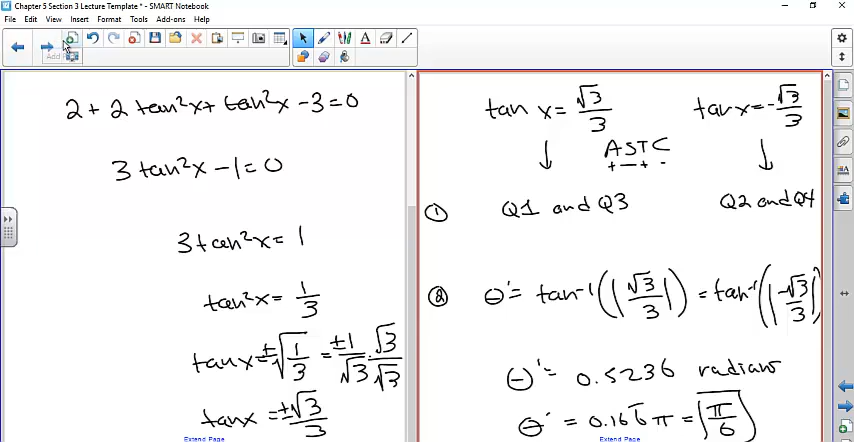 Chapter 5 Section 3 Lecture Template* - SMART Notebook
File Edit View Insert Format Tools Add-ons Help
Add
2 + 2 tan²x + tan²x - 3 = 0
3 tan²x - 1 = 0
3 tan²x = 1
tan²x = 1/3
tan x = ±√(1/3) = ±1/√3 · √3/√3
tan x = ±√3/3
Extend Page
tan x = √3/3 tan x = -√3/3
↓ ASTC ↓
+ - + -
① Q1 and Q3 Q2 and Q4
② θ' = tan⁻¹(|√3/3|) = tan⁻¹(|-√3/3|
θ' = 0.5236 radians
θ' = 0.166̅ π = π/6
Extend Page